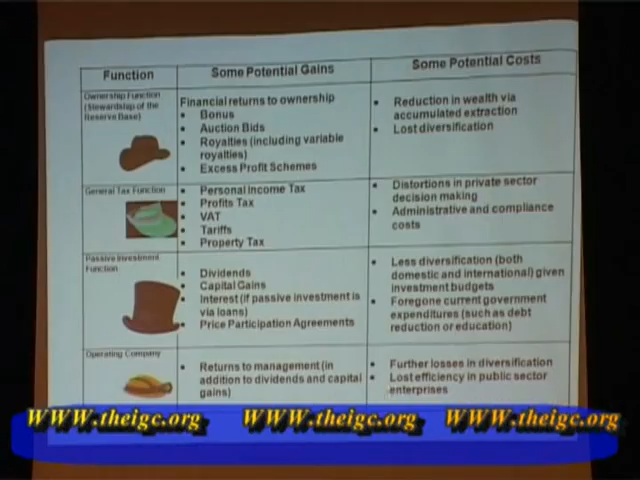 Function
Some Potential Gains
Some Potential Costs
Ownership Function
(Stewardship of the
Reserve Base)
Financial returns to ownership
• Bonus
• Auction Bids
• Royalties (including variable
royalties)
• Excess Profit Schemes
• Reduction in wealth via
accumulated extraction
• Lost diversification
General Tax Function
• Personal Income Tax
• Profits Tax
• VAT
• Tariffs
• Property Tax
• Distortions in private sector
decision making
• Administrative and compliance
costs
Passive Investment
Function
• Dividends
• Capital Gains
• Interest (if passive investment is
via loans)
• Price Participation Agreements
• Less diversification (both
domestic and international) given
investment budgets
• Foregone current government
expenditures (such as debt
reduction or education)
Operating Company
• Returns to management (in
addition to dividends and capital
gains)
• Further losses in diversification
• Lost efficiency in public sector
enterprises
WWW.theigc.org WWW.theigc.org WWW.theigc.org